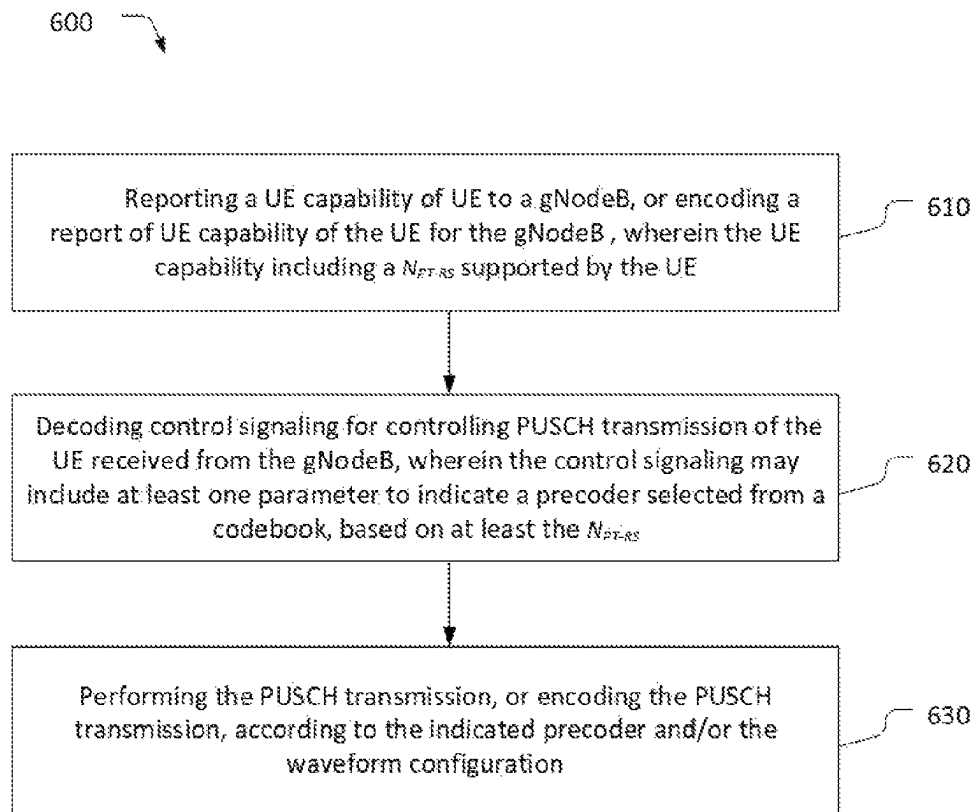 600
Reporting a UE capability of UE to a gNodeB, or encoding a
report of UE capability of the UE for the gNodeB , wherein the UE
capability including a N_PT-RS supported by the UE
610
Decoding control signaling for controlling PUSCH transmission of the
UE received from the gNodeB, wherein the control signaling may
include at least one parameter to indicate a precoder selected from a
codebook, based on at least the N_PT-RS
620
Performing the PUSCH transmission, or encoding the PUSCH
transmission, according to the indicated precoder and/or the
waveform configuration
630